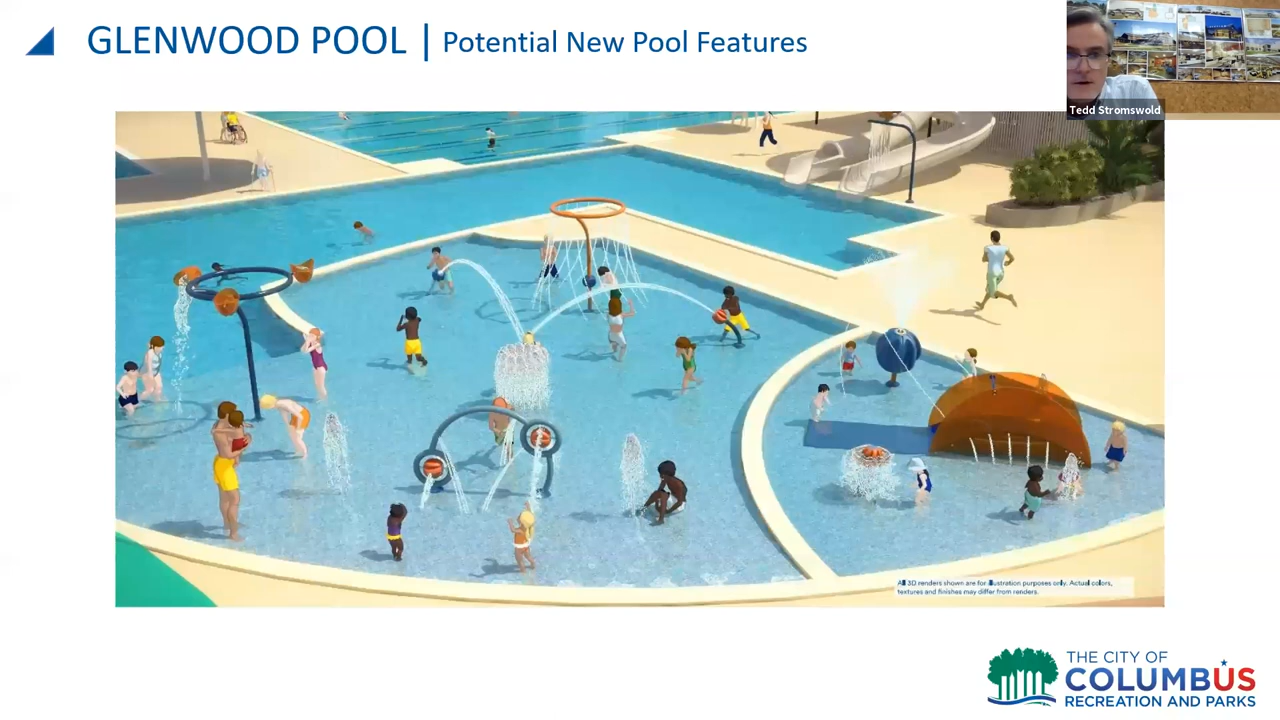 GLENWOOD POOL | Potential New Pool Features
Tedd Stromswold
All 3D renders shown are for illustration purposes only. Actual colors,
textures and finishes may differ from renders.
THE CITY OF
COLUMBUS
RECREATION AND PARKS